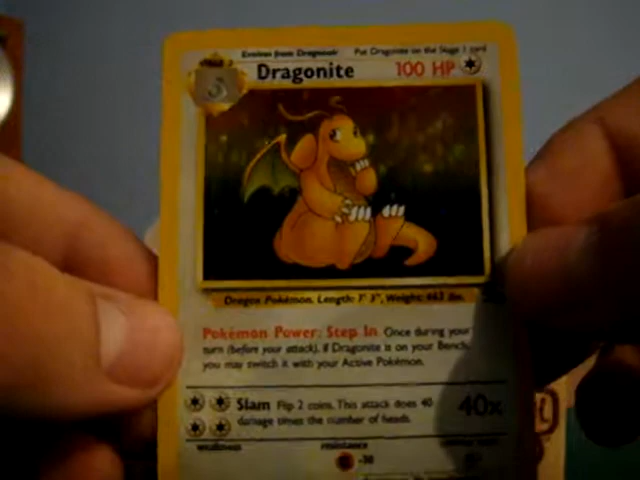 Evolves from Dragonair Put Dragonite on the Stage 1 card
STAGE 2 Dragonite 100 HP
Dragon Pokémon. Length: 7' 3", Weight: 463 lbs.
Pokémon Power: Step In Once during your
turn (before your attack), if Dragonite is on your Bench,
you may switch it with your Active Pokémon.
Slam Flip 2 coins. This attack does 40 40x
damage times the number of heads.
weakness resistance retreat cost
-30